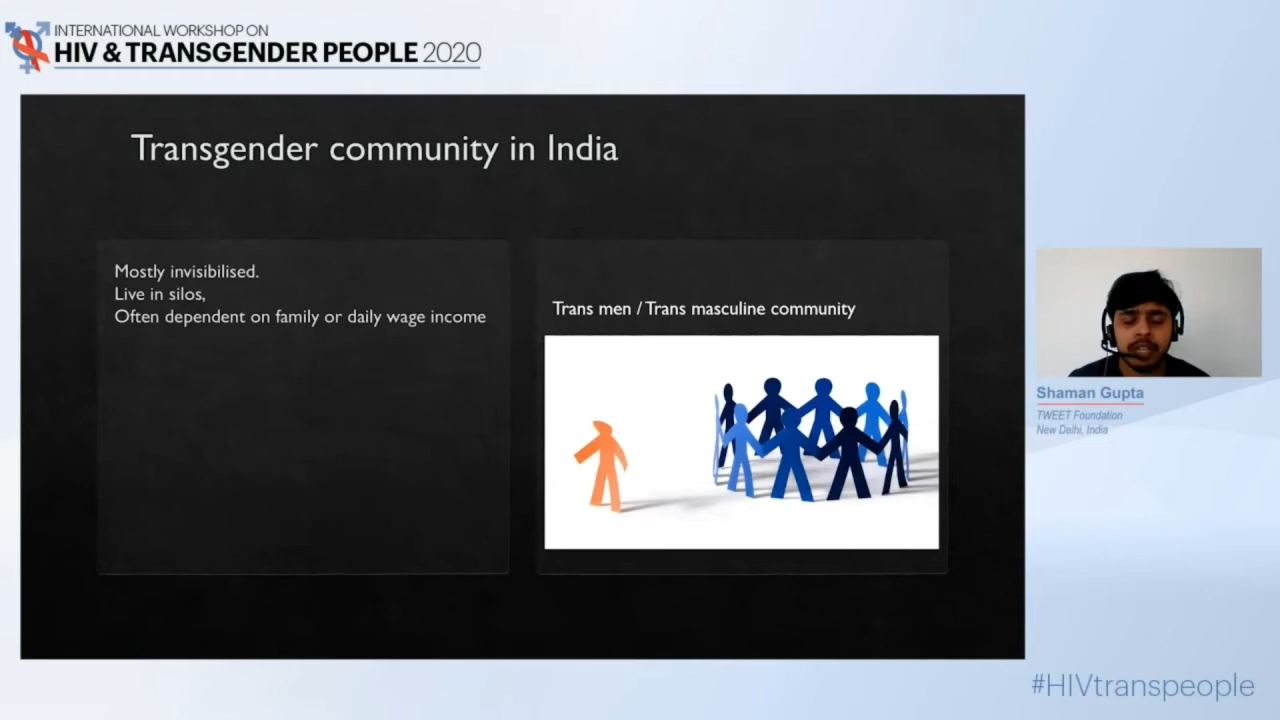 INTERNATIONAL WORKSHOP ON
HIV & TRANSGENDER PEOPLE 2020
Transgender community in India
Mostly invisibilised.
Live in silos,
Often dependent on family or daily wage income
Trans men / Trans masculine community
Shaman Gupta
TWEET Foundation
New Delhi, India
#HIVtranspeople